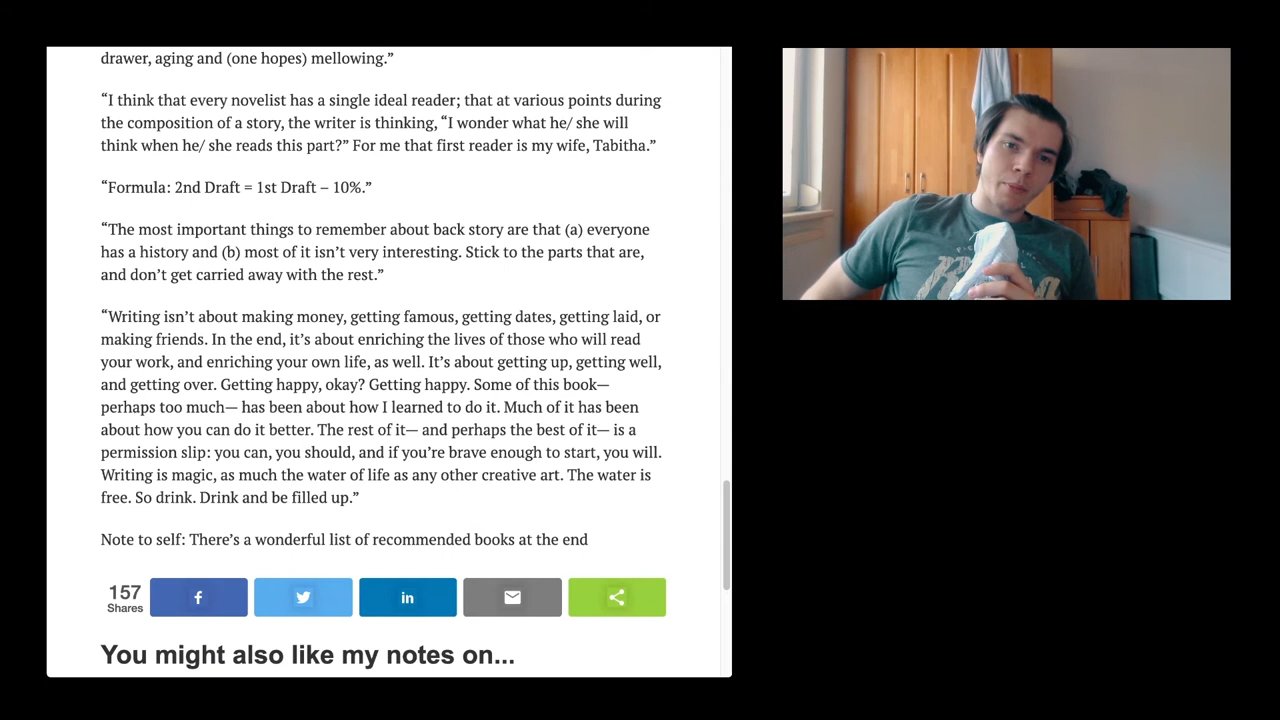 drawer, aging and (one hopes) mellowing.”
“I think that every novelist has a single ideal reader; that at various points during
the composition of a story, the writer is thinking, “I wonder what he/ she will
think when he/ she reads this part?” For me that first reader is my wife, Tabitha.”
“Formula: 2nd Draft = 1st Draft – 10%.”
“The most important things to remember about back story are that (a) everyone
has a history and (b) most of it isn’t very interesting. Stick to the parts that are,
and don’t get carried away with the rest.”
“Writing isn’t about making money, getting famous, getting dates, getting laid, or
making friends. In the end, it’s about enriching the lives of those who will read
your work, and enriching your own life, as well. It’s about getting up, getting well,
and getting over. Getting happy, okay? Getting happy. Some of this book—
perhaps too much— has been about how I learned to do it. Much of it has been
about how you can do it better. The rest of it— and perhaps the best of it— is a
permission slip: you can, you should, and if you’re brave enough to start, you will.
Writing is magic, as much the water of life as any other creative art. The water is
free. So drink. Drink and be filled up.”
Note to self: There’s a wonderful list of recommended books at the end
157
Shares
You might also like my notes on...